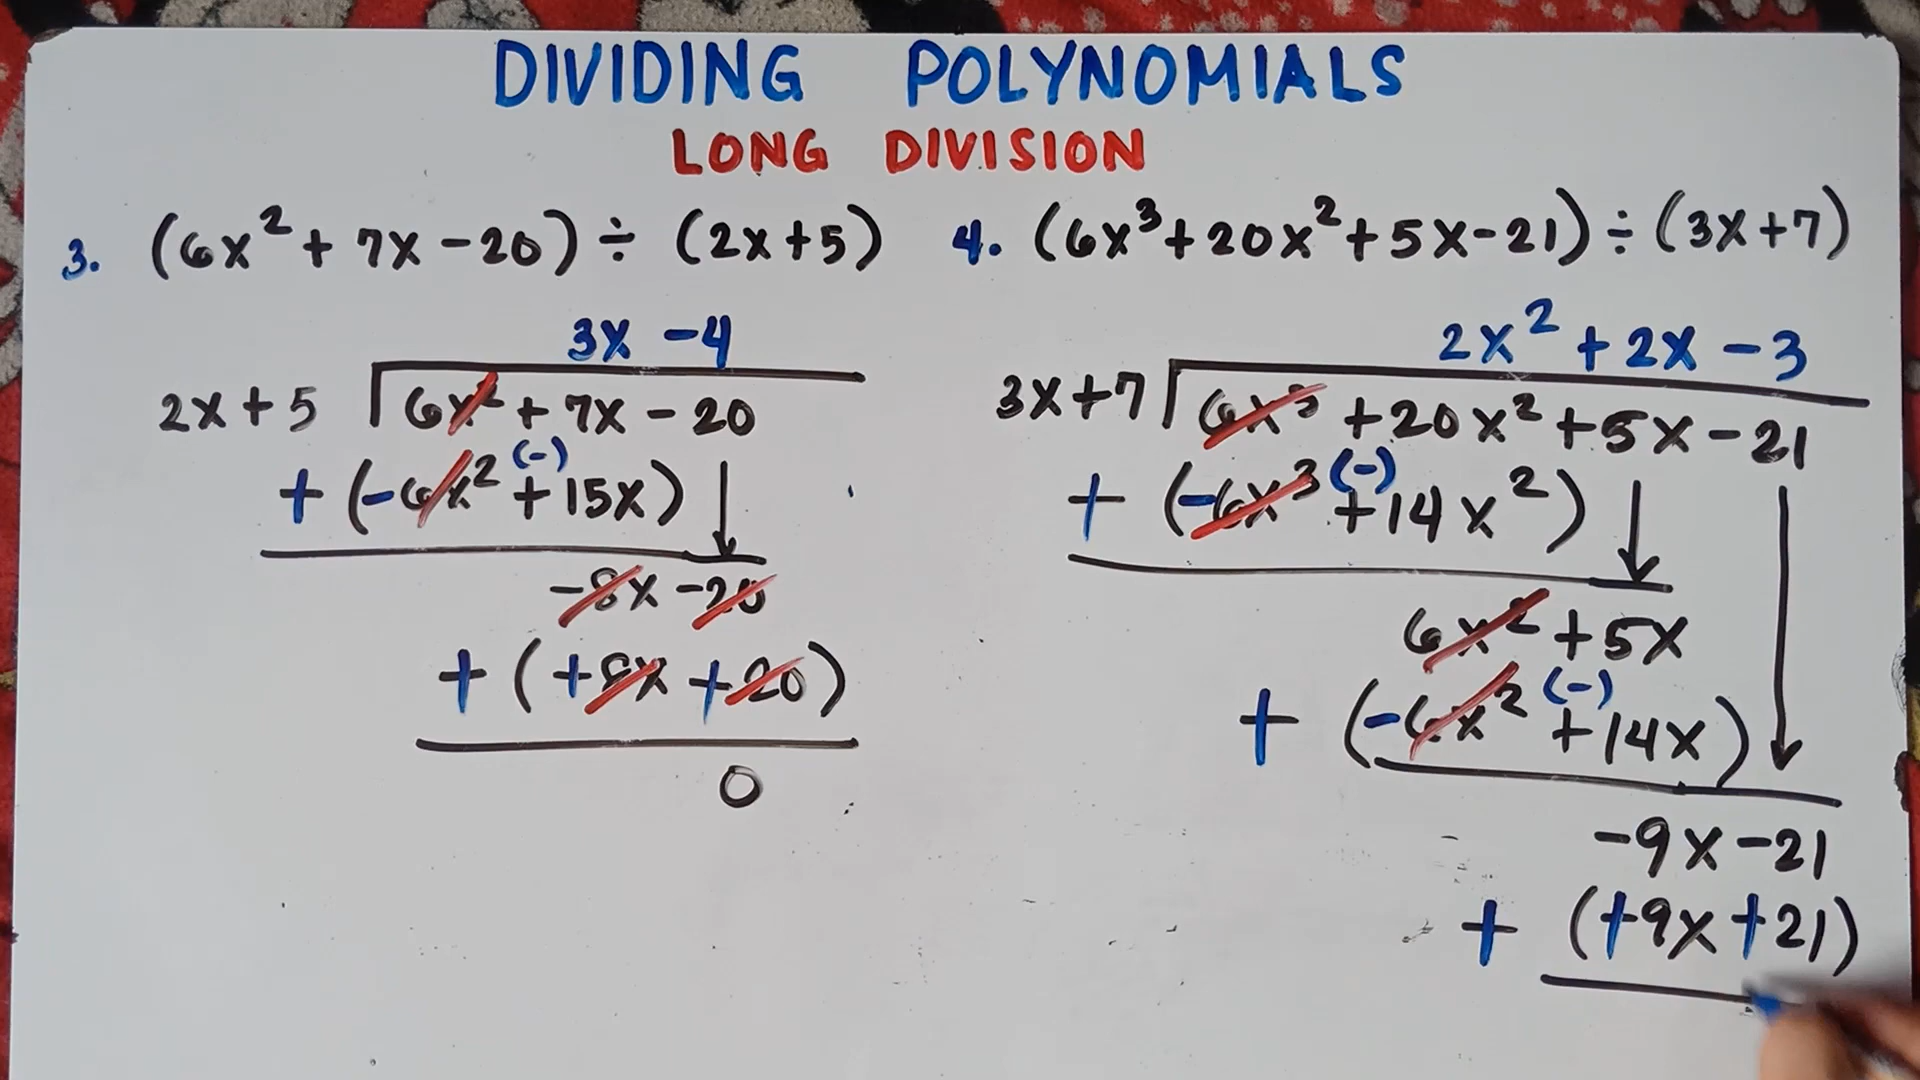 DIVIDING POLYNOMIALS
LONG DIVISION
3. (6x² + 7x - 20) ÷ (2x+5)
3x - 4
2x + 5 √6x² + 7x - 20
(-)
+ (-6x² + 15x)
-8x - 20
+ (+8x + 20)
0
4. (6x³ + 20x² + 5x - 21) ÷ (3x + 7)
2x² + 2x - 3
3x + 7 √6x³ + 20x² + 5x - 21
(-)
+ (-6x³ + 14x²)
6x² + 5x
(-)
+ (-6x² + 14x)
-9x - 21
+ (+9x + 21)